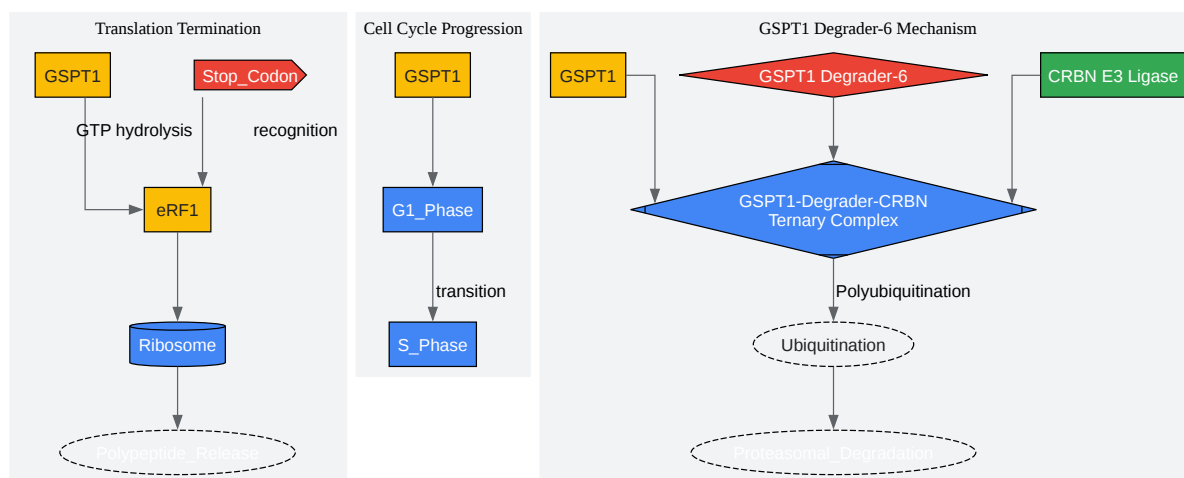 Translation Termination
GSPT1
Stop_Codon
GTP hydrolysis
recognition
eRF1
Ribosome
Polypeptide_Release
Cell Cycle Progression
GSPT1
G1_Phase
transition
S_Phase
GSPT1 Degrader-6 Mechanism
GSPT1
GSPT1 Degrader-6
CRBN E3 Ligase
GSPT1-Degrader-CRBN
Ternary Complex
Polyubiquitination
Ubiquitination
Proteasomal_Degradation